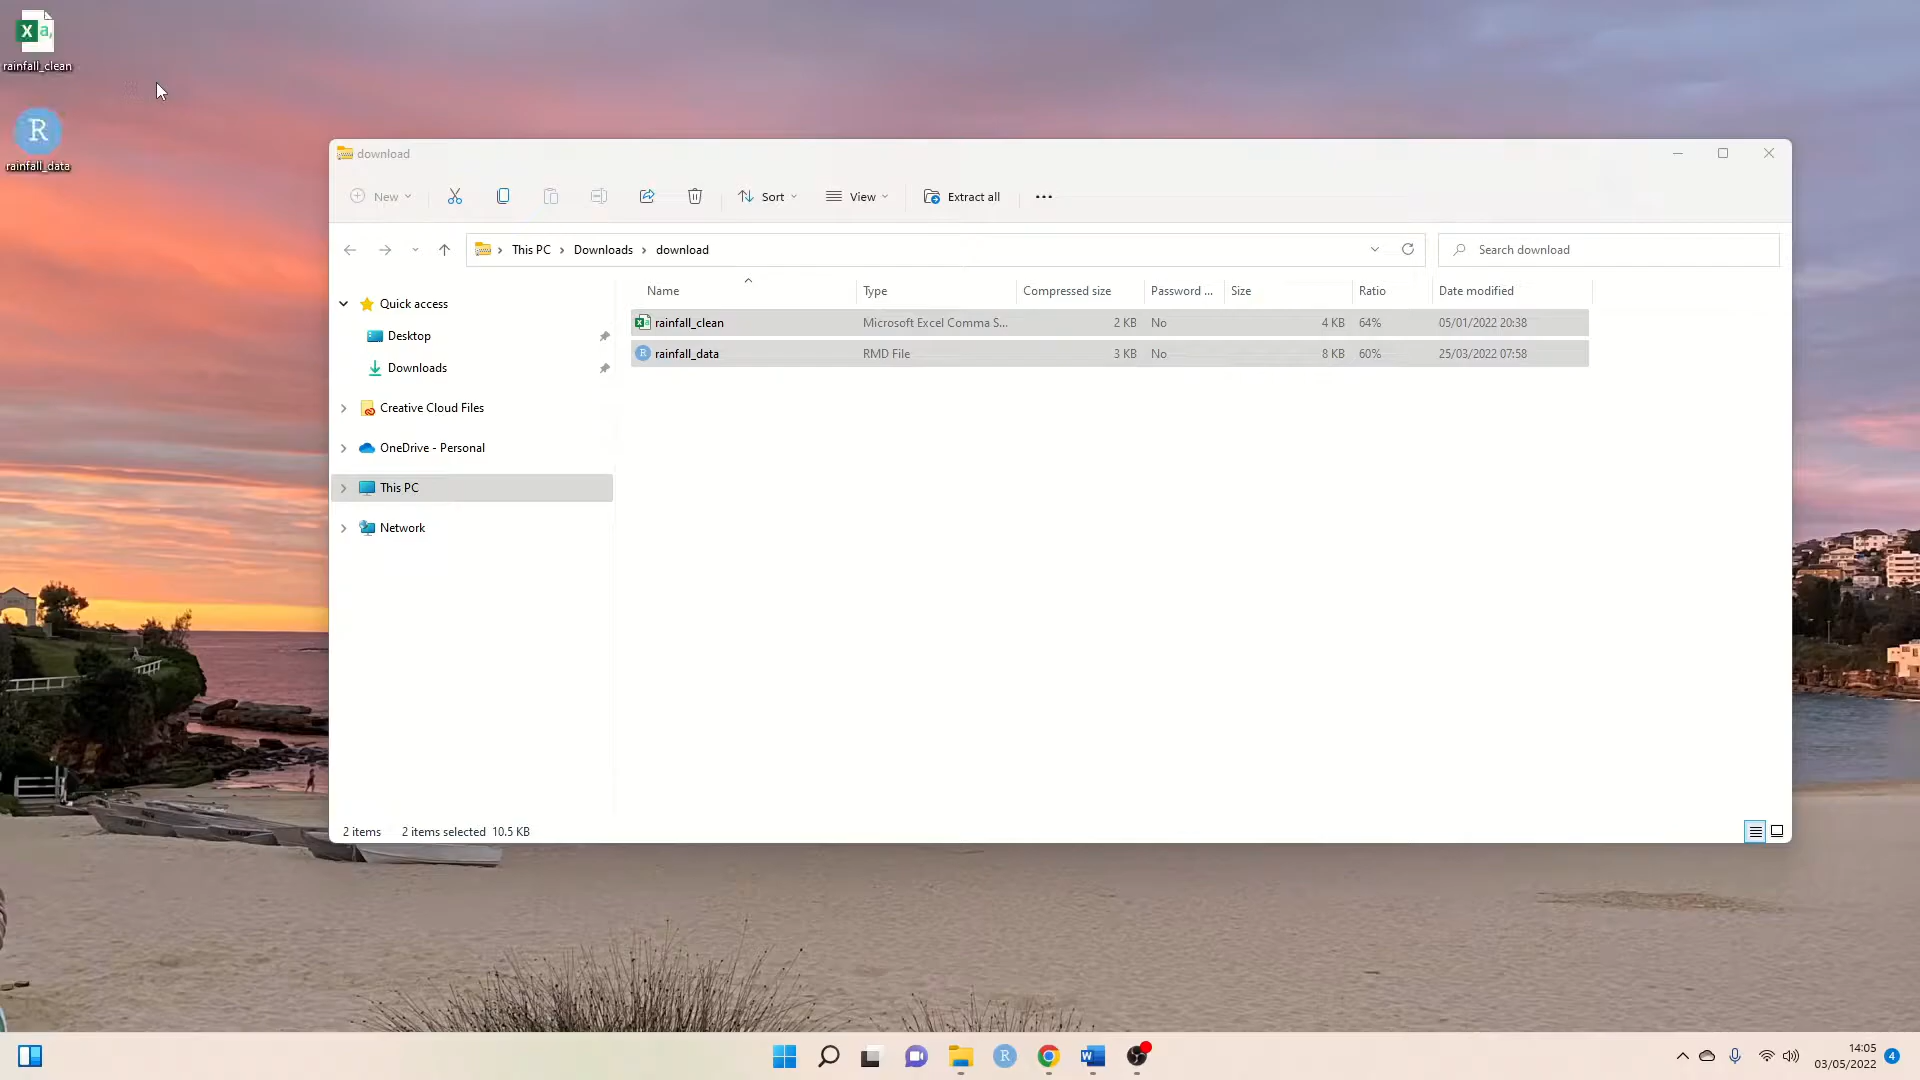 rainfall_clean
rainfall_data
download
New
Sort
View
Extract all
This PC
Downloads
download
Search download
Name
Type
Compressed size
Password ...
Size
Ratio
Date modified
rainfall_clean
Microsoft Excel Comma S...
2 KB
No
4 KB
64%
05/01/2022 20:38
rainfall_data
RMD File
3 KB
No
8 KB
60%
25/03/2022 07:58
Quick access
Desktop
Downloads
Creative Cloud Files
OneDrive - Personal
This PC
Network
2 items
2 items selected 10.5 KB
14:05
03/05/2022
4